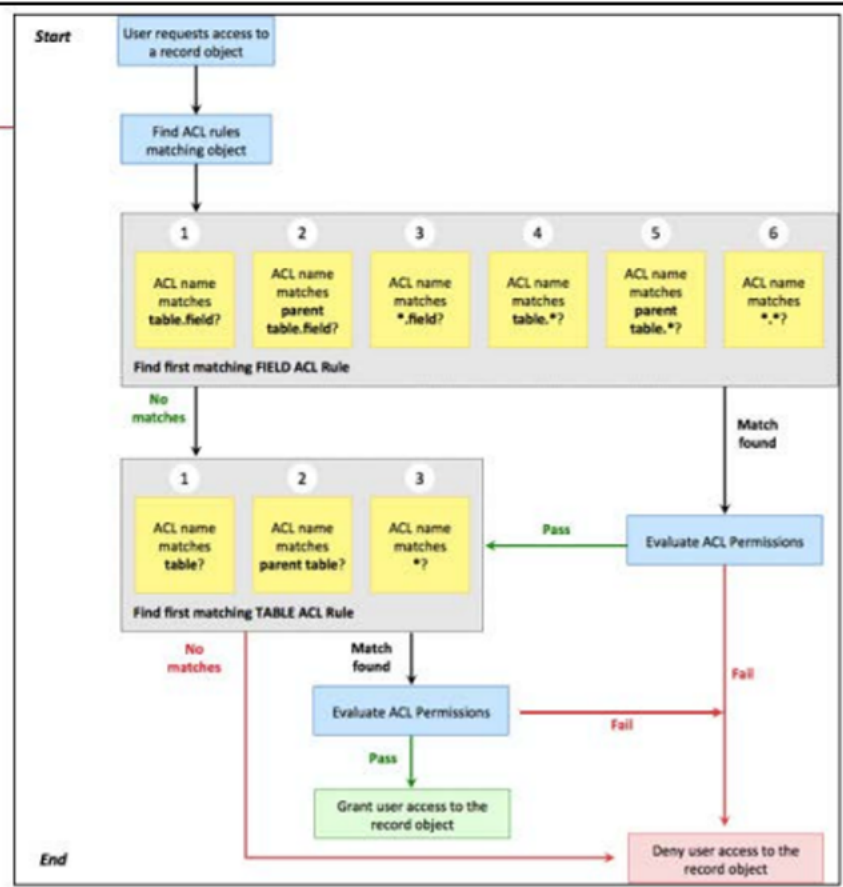 Start
User requests access to
a record object
Find ACL rules
matching object
1
2
3
4
5
6
ACL name
matches
table.field?
ACL name
matches
parent
table.field?
ACL name
matches
*.field?
ACL name
matches
table.*?
ACL name
matches
parent
table.*?
ACL name
matches
*.*?
Find first matching FIELD ACL Rule
No
matches
Match
found
1
2
3
ACL name
matches
table?
ACL name
matches
parent table?
ACL name
matches
*?
Find first matching TABLE ACL Rule
Pass
Evaluate ACL Permissions
No
matches
Match
found
Fail
Evaluate ACL Permissions
Fail
Pass
Grant user access to the
record object
End
Deny user access to the
record object